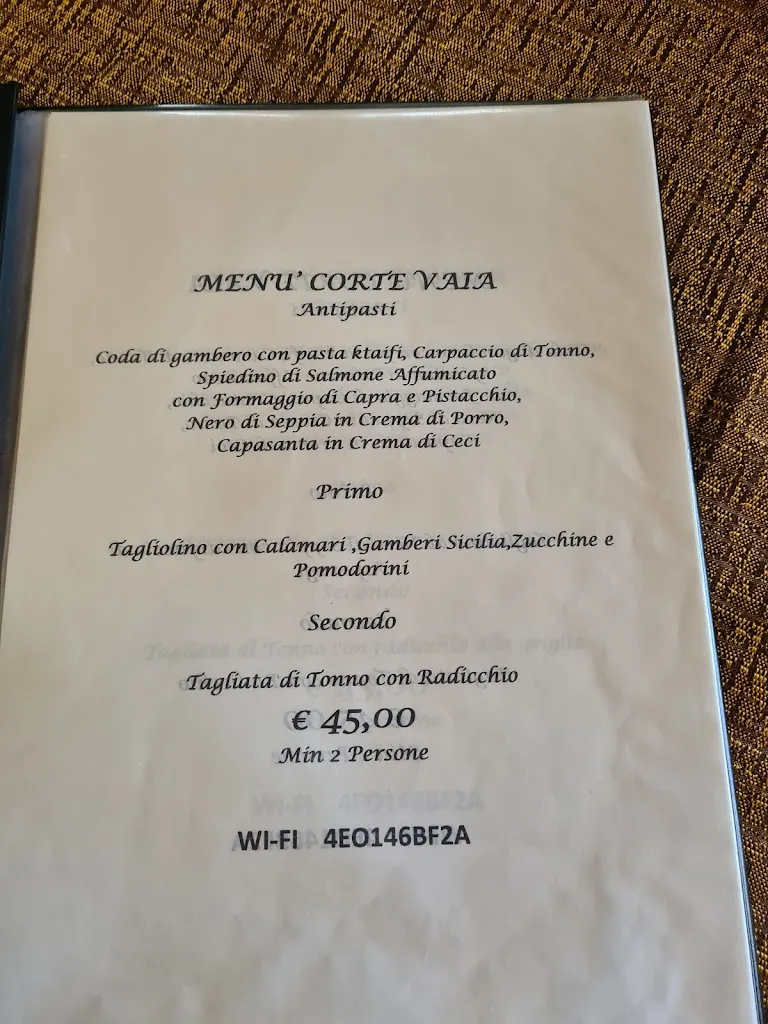 MENU' CORTE VAIA
Antipasti
Coda di gambero con pasta ktaifi, Carpaccio di Tonno,
Spiedino di Salmone Affumicato
con Formaggio di Capra e Pistacchio,
Nero di Seppia in Crema di Porro,
Capasanta in Crema di Ceci
Primo
Tagliolino con Calamari ,Gamberi Sicilia,Zucchine e
Pomodorini
Secondo
Tagliata di Tonno con Radicchio
€ 45,00
Min 2 Persone
WI-FI 4EO146BF2A